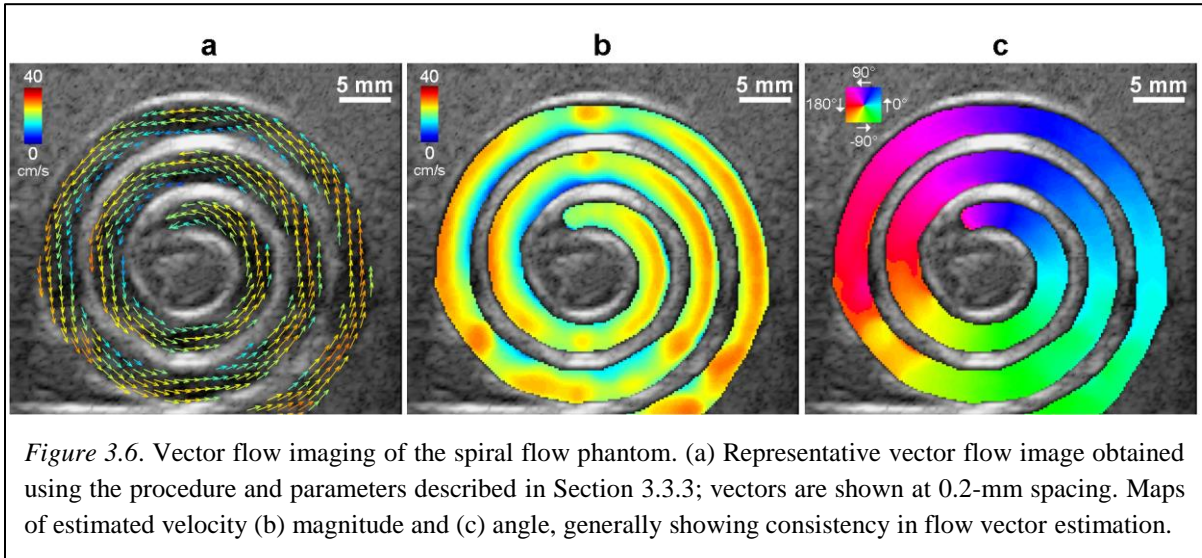 a
b
c
40
0
cm/s
5 mm
40
0
cm/s
5 mm
90°
←
180°↓ ↑0°
→
-90°
5 mm
Figure 3.6. Vector flow imaging of the spiral flow phantom. (a) Representative vector flow image obtained
using the procedure and parameters described in Section 3.3.3; vectors are shown at 0.2-mm spacing. Maps
of estimated velocity (b) magnitude and (c) angle, generally showing consistency in flow vector estimation.